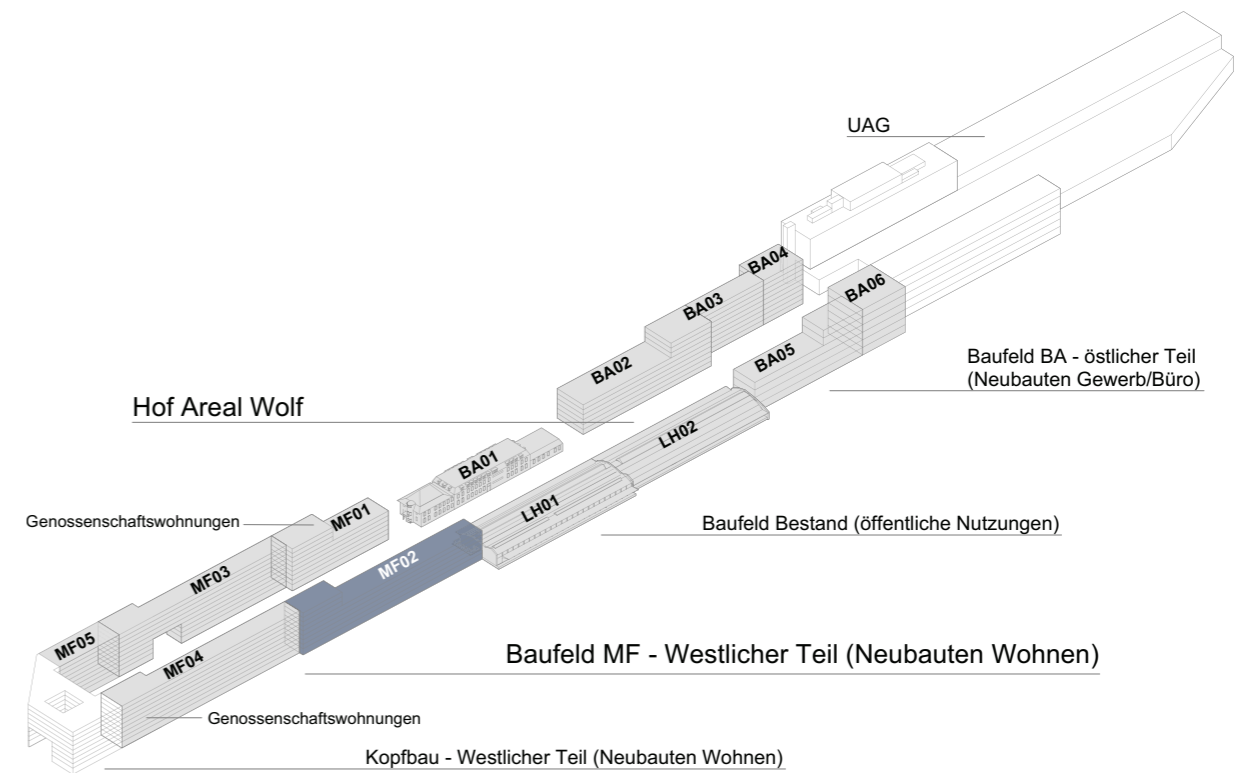 UAG
BA04
BA03
BA06
BA02
BA05
Baufeld BA - östlicher Teil
(Neubauten Gewerb/Büro)
Hof Areal Wolf
LH02
BA01
LH01
Genossenschaftswohnungen
MF01
Baufeld Bestand (öffentliche Nutzungen)
MF02
MF03
MF05
MF04
Baufeld MF - Westlicher Teil (Neubauten Wohnen)
Genossenschaftswohnungen
Kopfbau - Westlicher Teil (Neubauten Wohnen)